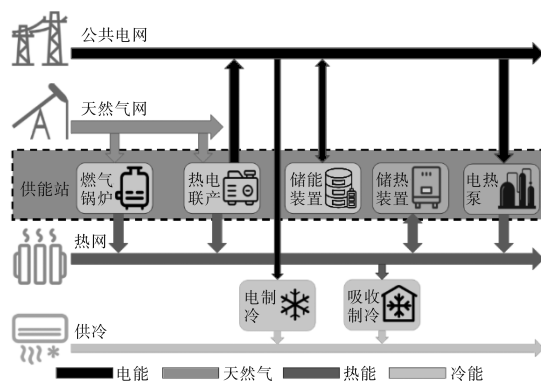 公共电网
天然气网
供能站
燃气
锅炉
热电
联产
储能
装置
储热
装置
电热
泵
热网
电制
冷
吸收
制冷
供冷
电能
天然气
热能
冷能